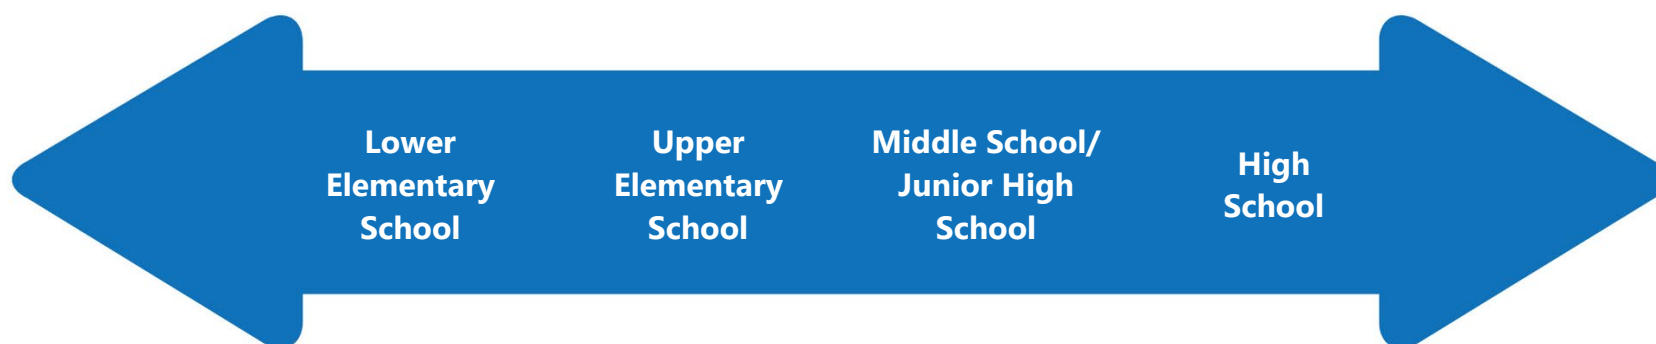 Lower
Elementary
School
Upper
Elementary
School
Middle School/
Junior High
School
High
School